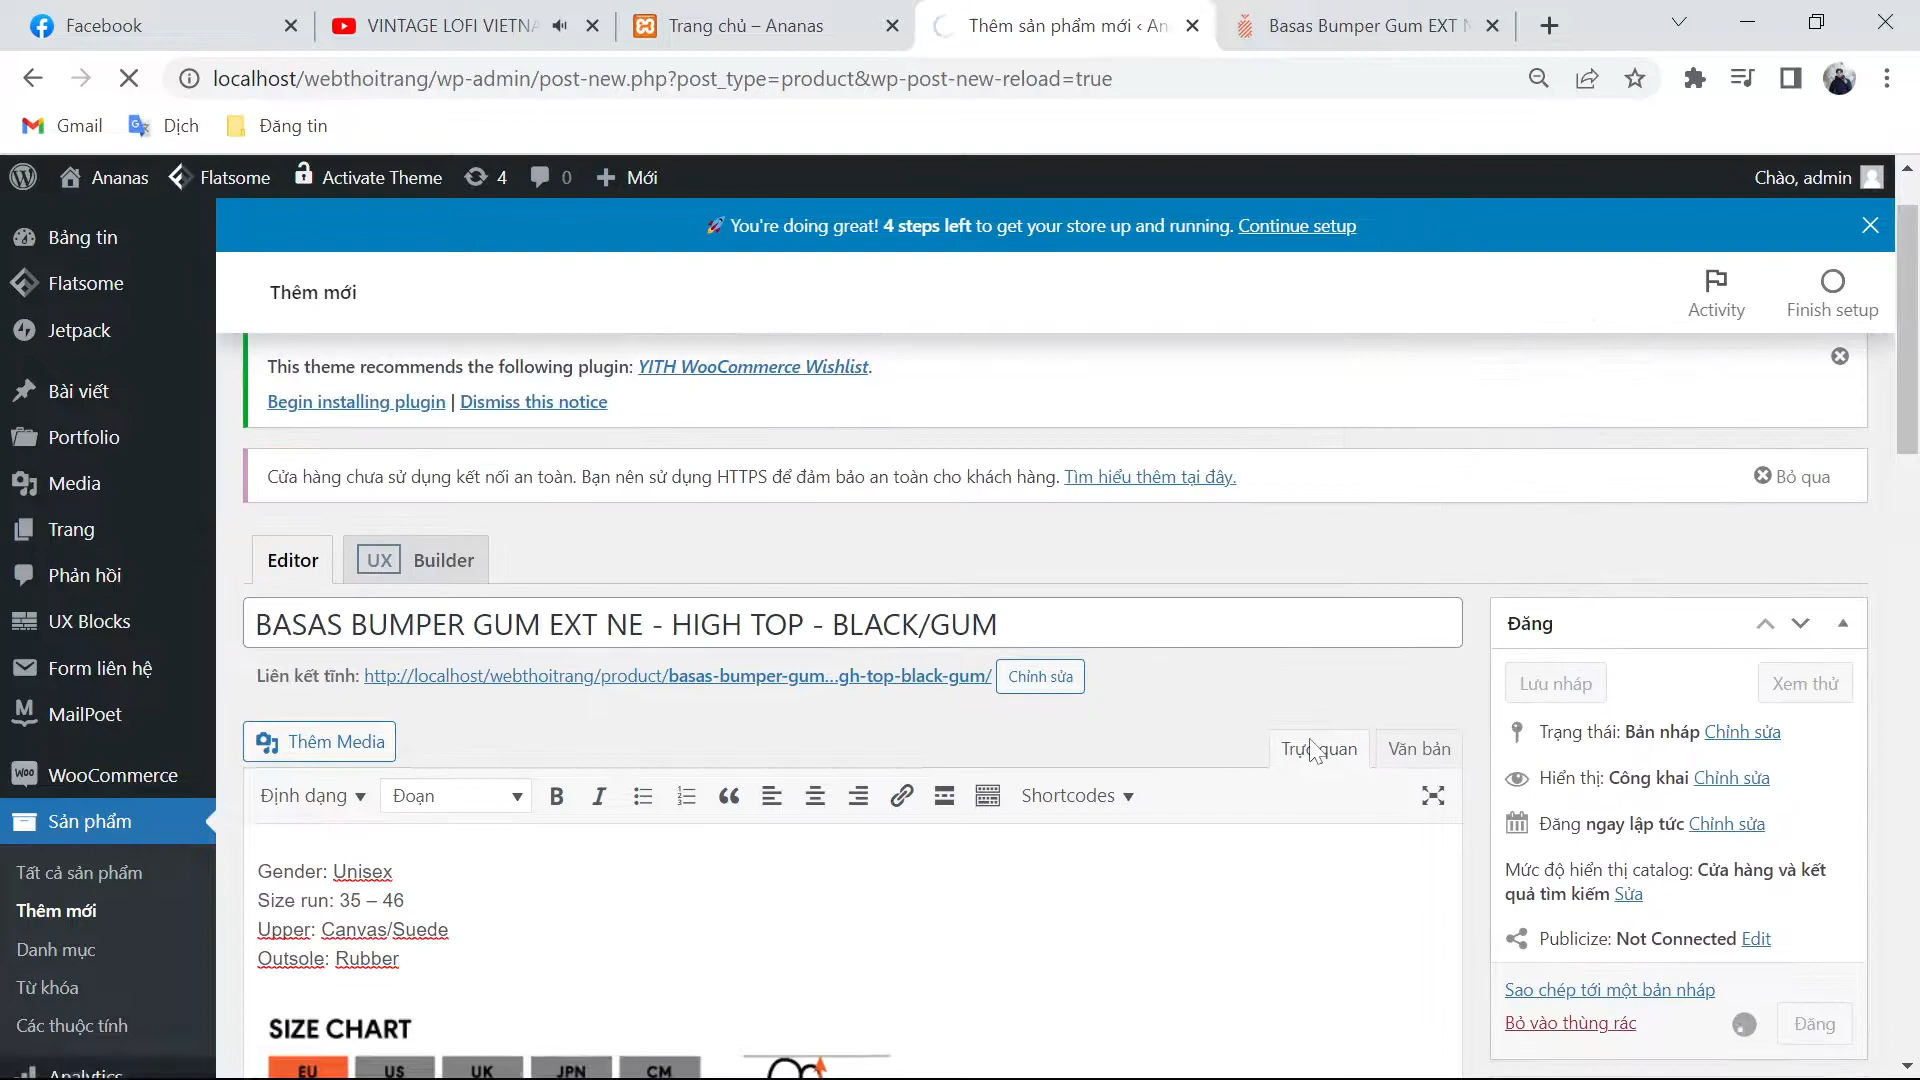 Facebook
VINTAGE LOFI VIETNA
Trang chủ – Ananas
Thêm sản phẩm mới ‹ An
Basas Bumper Gum EXT N
localhost/webthoitrang/wp-admin/post-new.php?post_type=product&wp-post-new-reload=true
Gmail
Dịch
Đăng tin
Ananas
Flatsome
Activate Theme
4
0
Mới
Chào, admin
Bảng tin
Flatsome
Jetpack
Bài viết
Portfolio
Media
Trang
Phản hồi
UX Blocks
Form liên hệ
MailPoet
WooCommerce
Sản phẩm
Tất cả sản phẩm
Thêm mới
Danh mục
Từ khóa
Các thuộc tính
Analytics
🚀 You're doing great! 4 steps left to get your store up and running. Continue setup
Thêm mới
Activity
Finish setup
This theme recommends the following plugin: YITH WooCommerce Wishlist.
Begin installing plugin | Dismiss this notice
Cửa hàng chưa sử dụng kết nối an toàn. Bạn nên sử dụng HTTPS để đảm bảo an toàn cho khách hàng. Tìm hiểu thêm tại đây.
Bỏ qua
Editor
UX Builder
BASAS BUMPER GUM EXT NE - HIGH TOP - BLACK/GUM
Liên kết tĩnh: http://localhost/webthoitrang/product/basas-bumper-gum...gh-top-black-gum/ Chỉnh sửa
Thêm Media
Trực quan
Văn bản
Định dạng
Đoạn
Shortcodes
Gender: Unisex
Size run: 35 – 46
Upper: Canvas/Suede
Outsole: Rubber
SIZE CHART
EU US UK JPN CM
Đăng
Lưu nháp
Xem thử
Trạng thái: Bản nháp Chỉnh sửa
Hiển thị: Công khai Chỉnh sửa
Đăng ngay lập tức Chỉnh sửa
Mức độ hiển thị catalog: Cửa hàng và kết
quả tìm kiếm Sửa
Publicize: Not Connected Edit
Sao chép tới một bản nháp
Bỏ vào thùng rác
Đăng